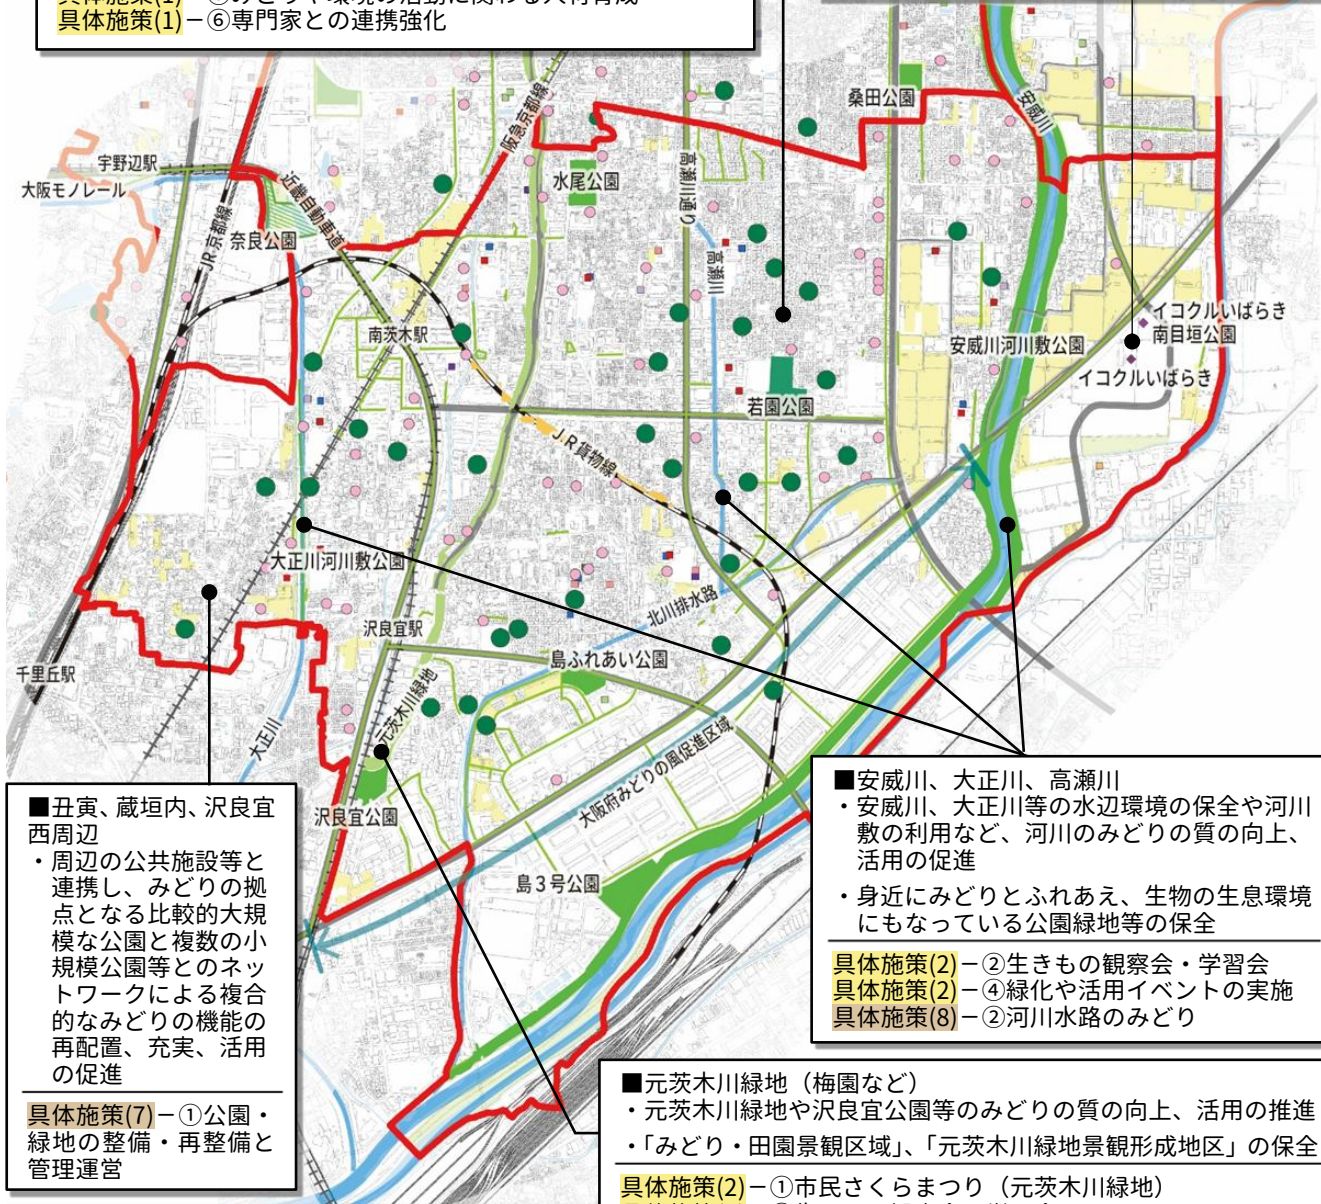 具体施策(1)－⑥専門家との連携強化
桑田公園
安威川
阪急京都線
宇野辺駅
大阪モノレール
近畿自動車道
水尾公園
高瀬川通り
JR京都線
奈良公園
高瀬川
南茨木駅
イコクルいばらき
南目垣公園
安威川河川敷公園
イコクルいばらき
若園公園
J.R貨物線
大正川河川敷公園
北川排水路
沢良宜駅
島ふれあい公園
千里丘駅
元茨木川緑地
大正川
大阪府みどりの風促進区域
沢良宜公園
島3号公園
■丑寅、蔵垣内、沢良宜
西周辺
・周辺の公共施設等と
連携し、みどりの拠
点となる比較的大規
模な公園と複数の小
規模公園等とのネッ
トワークによる複合
的なみどりの機能の
再配置、充実、活用
の促進
具体施策(7)－①公園・
緑地の整備・再整備と
管理運営
■安威川、大正川、高瀬川
・安威川、大正川等の水辺環境の保全や河川
敷の利用など、河川のみどりの質の向上、
活用の促進
・身近にみどりとふれあえ、生物の生息環境
にもなっている公園緑地等の保全
具体施策(2)－②生きもの観察会・学習会
具体施策(2)－④緑化や活用イベントの実施
具体施策(8)－②河川水路のみどり
■元茨木川緑地（梅園など）
・元茨木川緑地や沢良宜公園等のみどりの質の向上、活用の推進
・「みどり・田園景観区域」、「元茨木川緑地景観形成地区」の保全
具体施策(2)－①市民さくらまつり（元茨木川緑地）